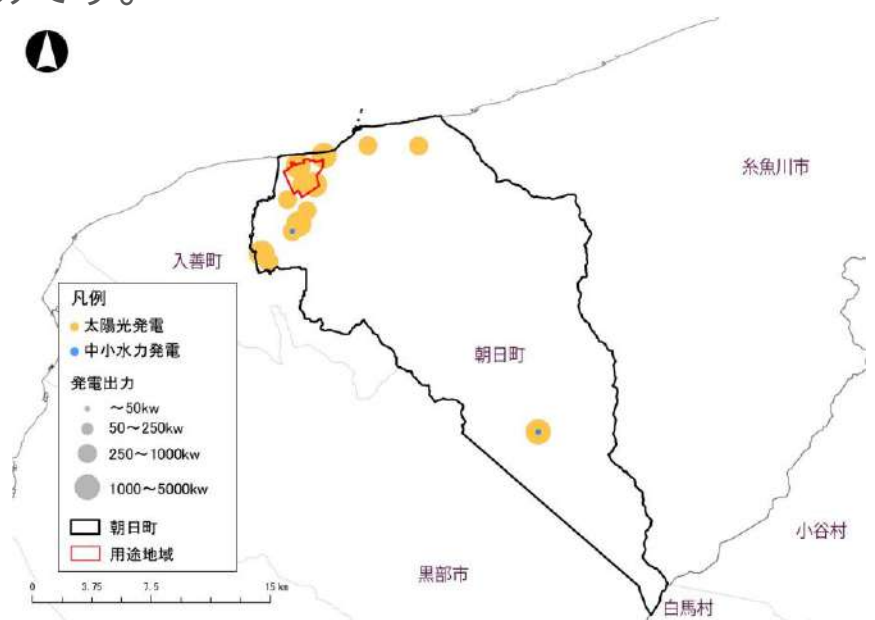 です。
糸魚川市
入善町
凡例
太陽光発電
中小水力発電
発電出力
～50kw
50～250kw
250～1000kw
1000～5000kw
朝日町
用途地域
朝日町
小谷村
黒部市
白馬村
0 3.75 7.5 15 km